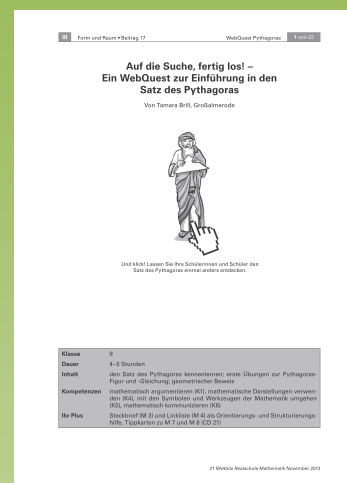 III Form und Raum • Beitrag 17 WebQuest Pythagoras 1 von 22
Auf die Suche, fertig los! –
Ein WebQuest zur Einführung in den
Satz des Pythagoras
Von Tamara Brill, Großalmerode
Und klick! Lassen Sie Ihre Schülerinnen und Schüler den
Satz des Pythagoras einmal anders entdecken.
Klasse 9
Dauer 4–5 Stunden
Inhalt den Satz des Pythagoras kennenlernen; erste Übungen zur Pythagoras-
Figur und -Gleichung; geometrischer Beweis
Kompetenzen mathematisch argumentieren (K1), mathematische Darstellungen verwen-
den (K4), mit den Symbolen und Werkzeugen der Mathematik umgehen
(K5), mathematisch kommunizieren (K6)
Ihr Plus Steckbrief (M 3) und Linkliste (M 4) als Orientierungs- und Strukturierungs-
hilfe, Tippkarten zu M 7 und M 8 (CD 21)
21 RAAbits Realschule Mathematik November 2013